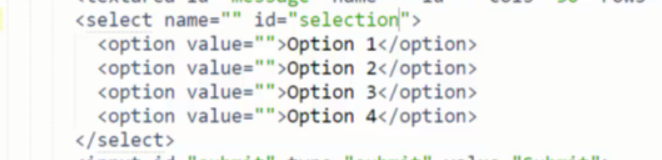 <select name="" id="selection">
<option value="">Option 1</option>
<option value="">Option 2</option>
<option value="">Option 3</option>
<option value="">Option 4</option>
</select>